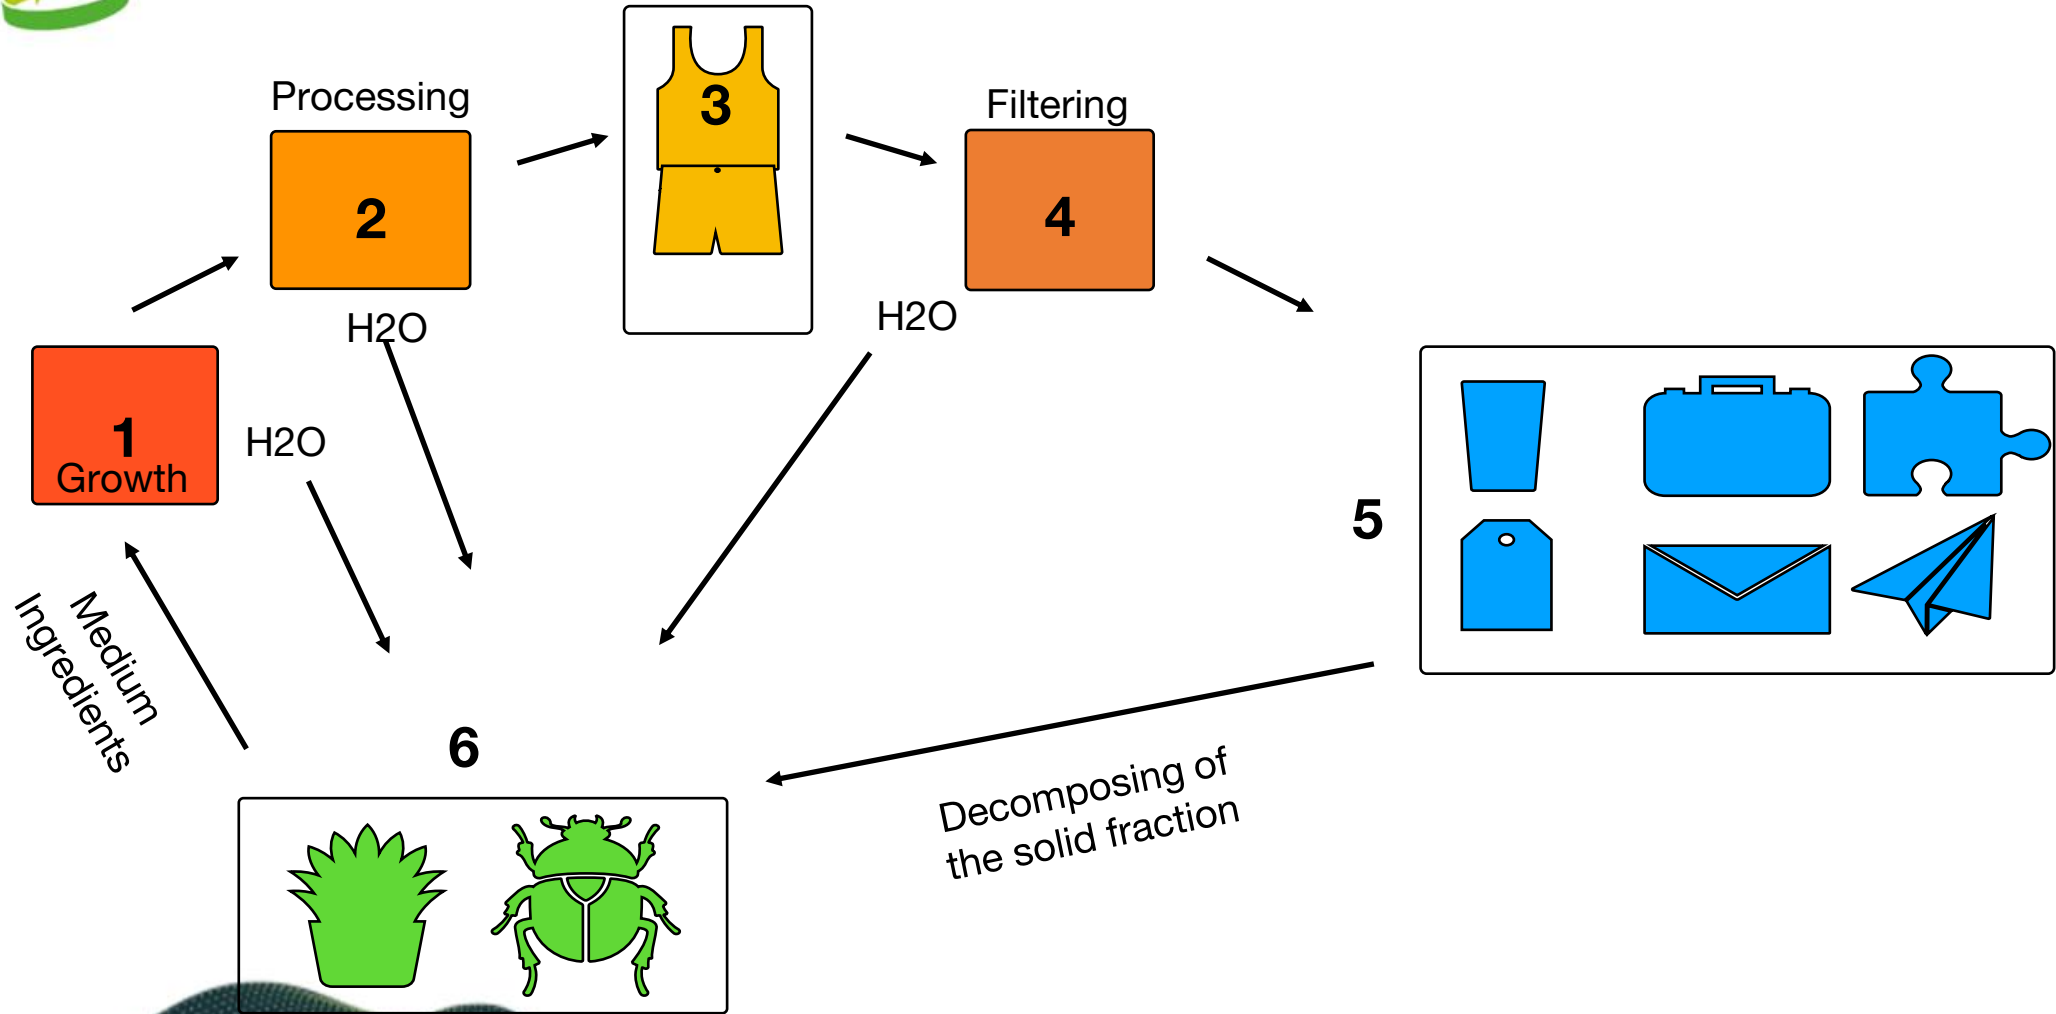 Processing
2
3
Filtering
4
H2O
H2O
1
Growth
H2O
5
Medium
Ingredients
6
Decomposing of
the solid fraction